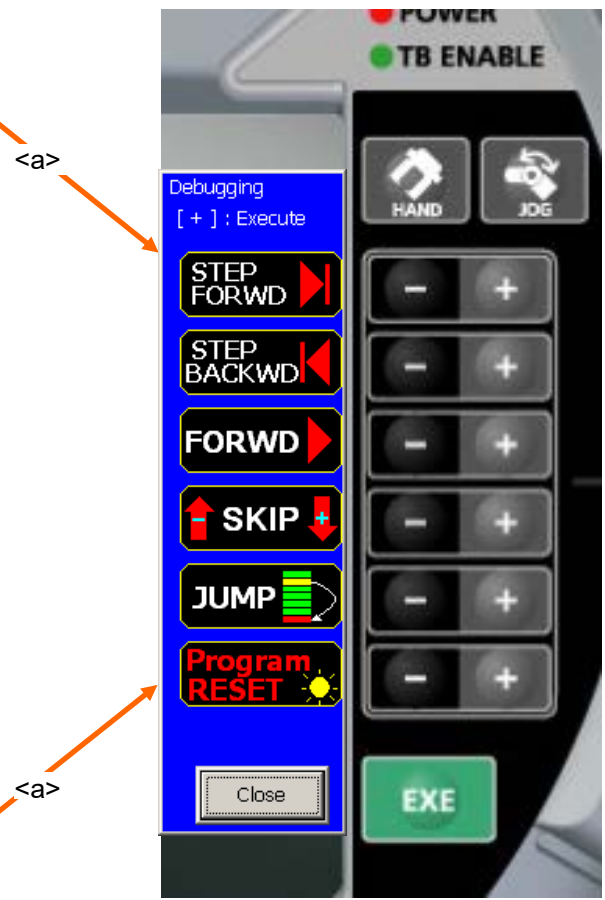 POWER
TB ENABLE
<a>
HAND
JOG
Debugging
[ + ] : Execute
STEP
FORWD
- +
STEP
BACKWD
- +
FORWD
- +
- SKIP +
- +
JUMP
- +
Program
RESET
- +
<a>
Close
EXE